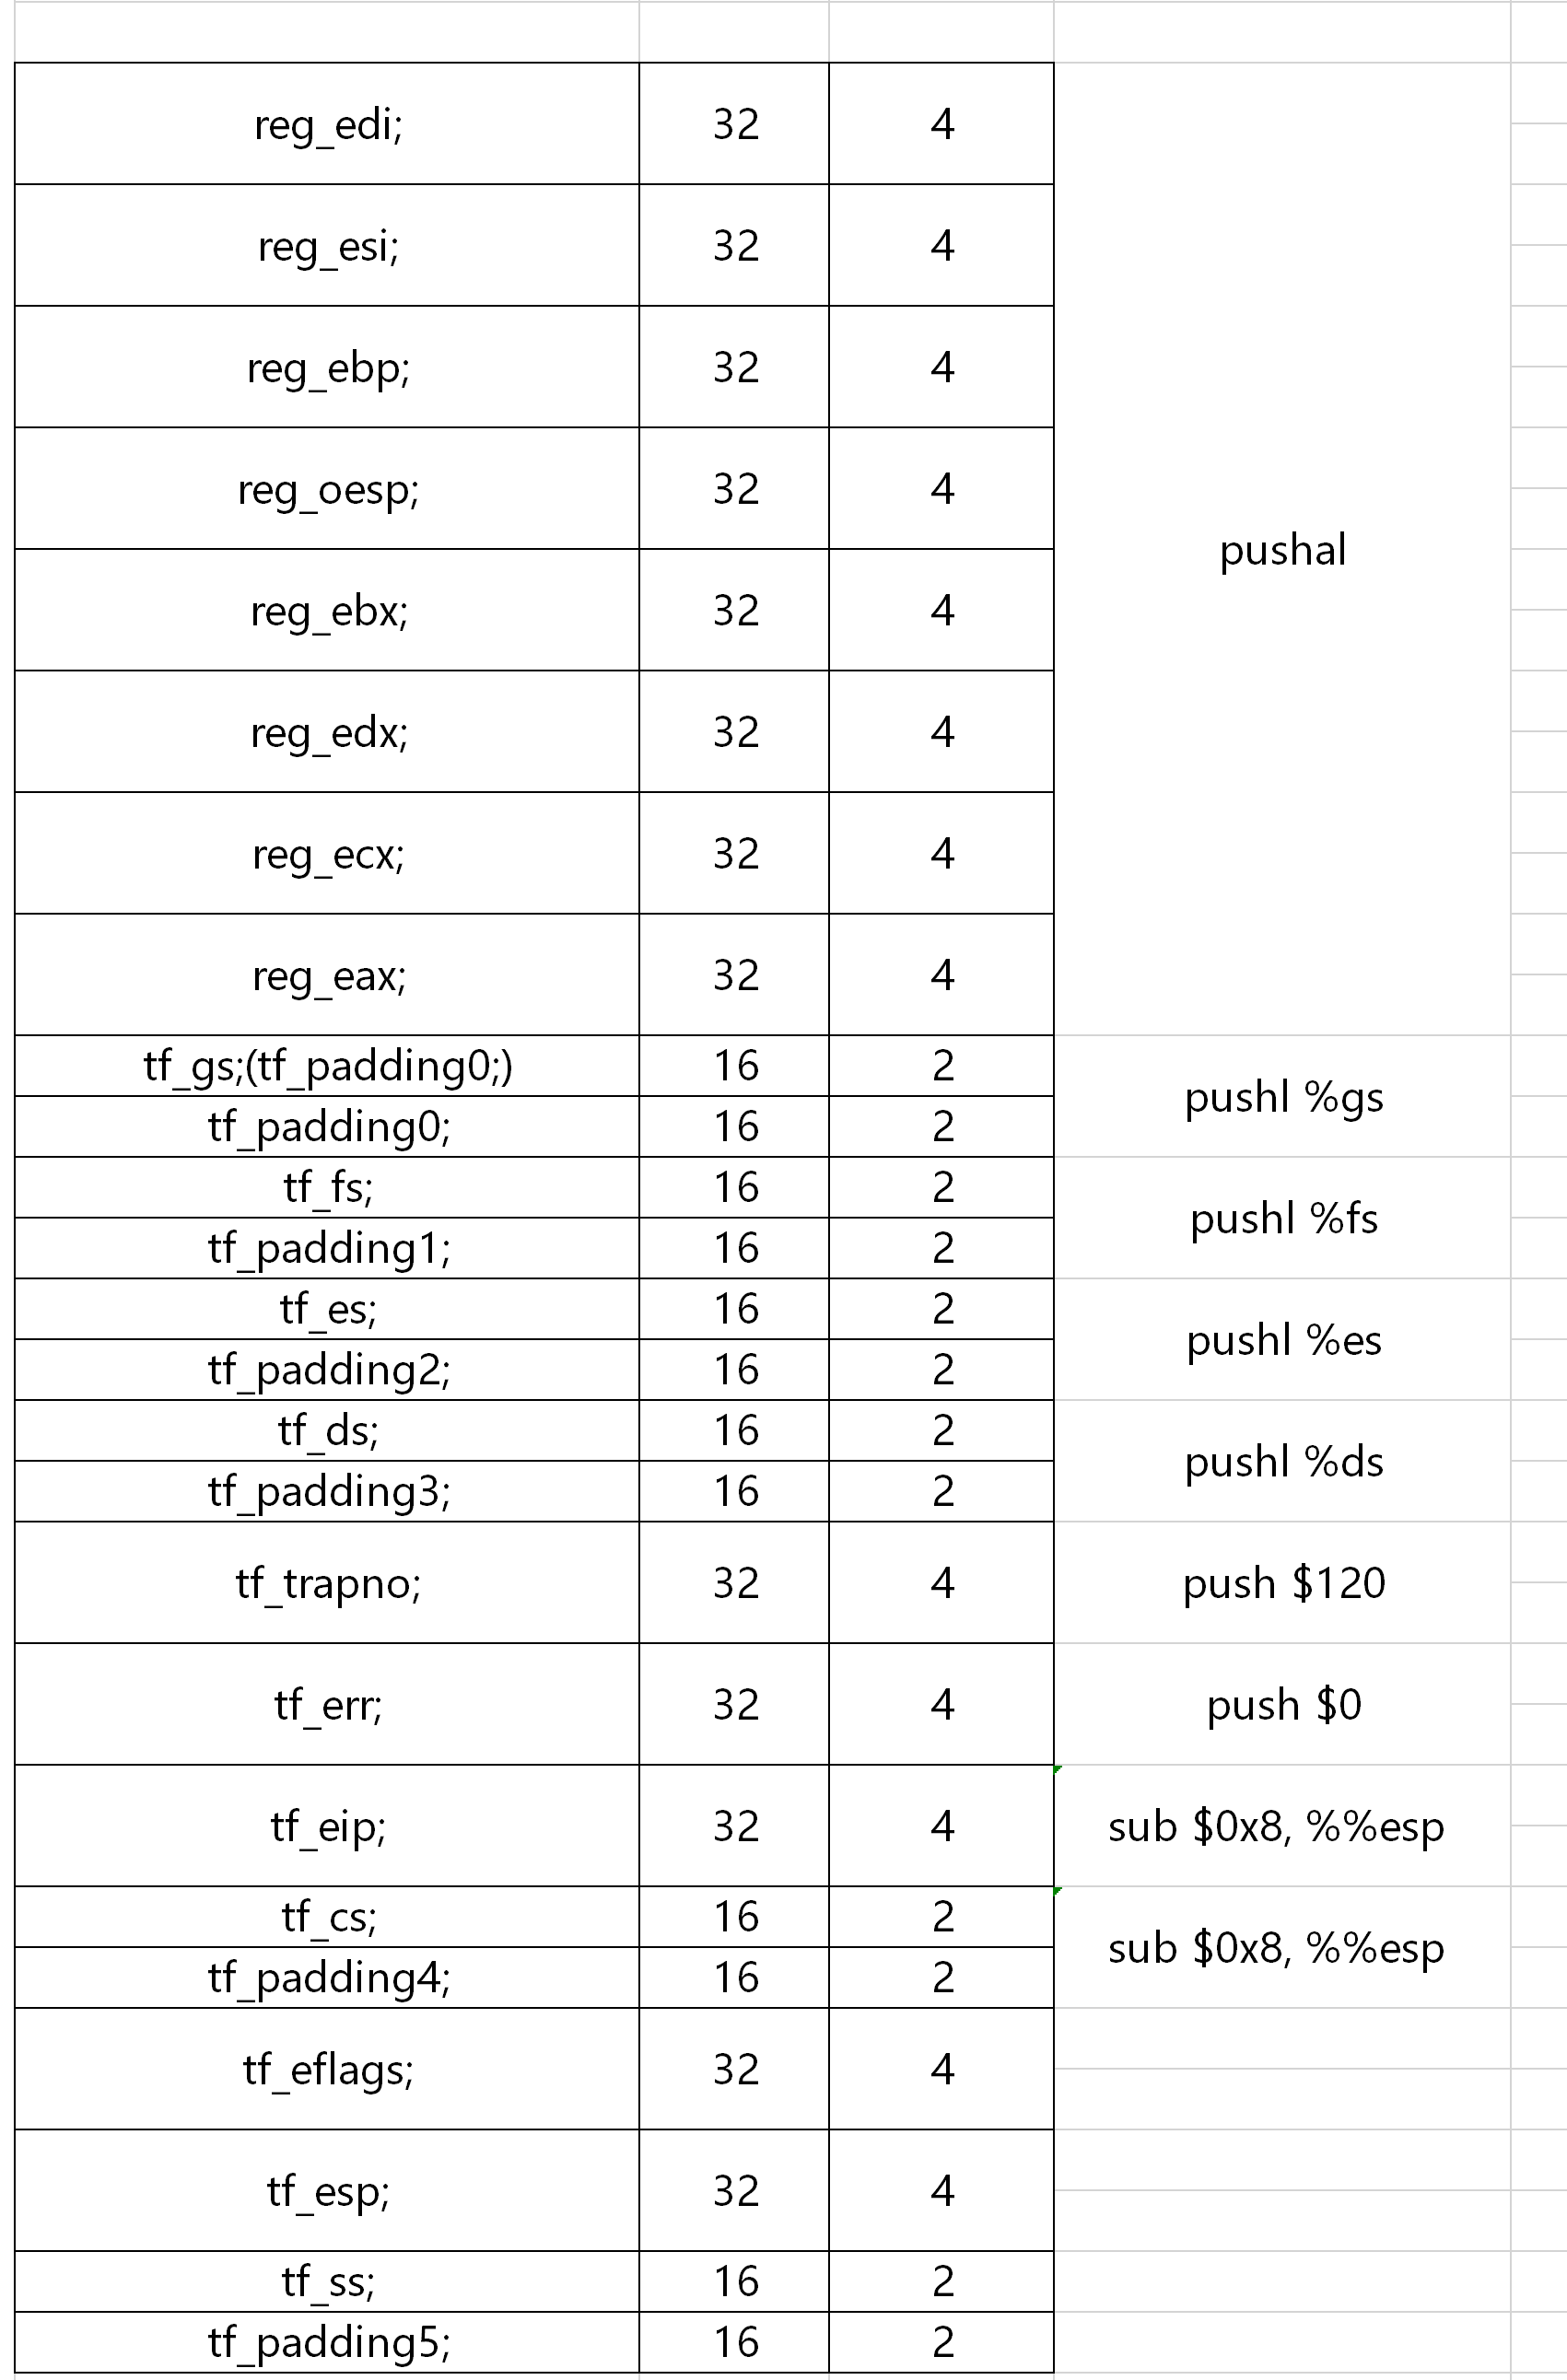 reg_edi; 32 4
reg_esi; 32 4
reg_ebp; 32 4
reg_oesp; 32 4
pushal
reg_ebx; 32 4
reg_edx; 32 4
reg_ecx; 32 4
reg_eax; 32 4
tf_gs;(tf_padding0;) 16 2
pushl %gs
tf_padding0; 16 2
tf_fs; 16 2
pushl %fs
tf_padding1; 16 2
tf_es; 16 2
pushl %es
tf_padding2; 16 2
tf_ds; 16 2
pushl %ds
tf_padding3; 16 2
tf_trapno; 32 4 push $120
tf_err; 32 4 push $0
tf_eip; 32 4 sub $0x8, %%esp
tf_cs; 16 2
sub $0x8, %%esp
tf_padding4; 16 2
tf_eflags; 32 4
tf_esp; 32 4
tf_ss; 16 2
tf_padding5; 16 2